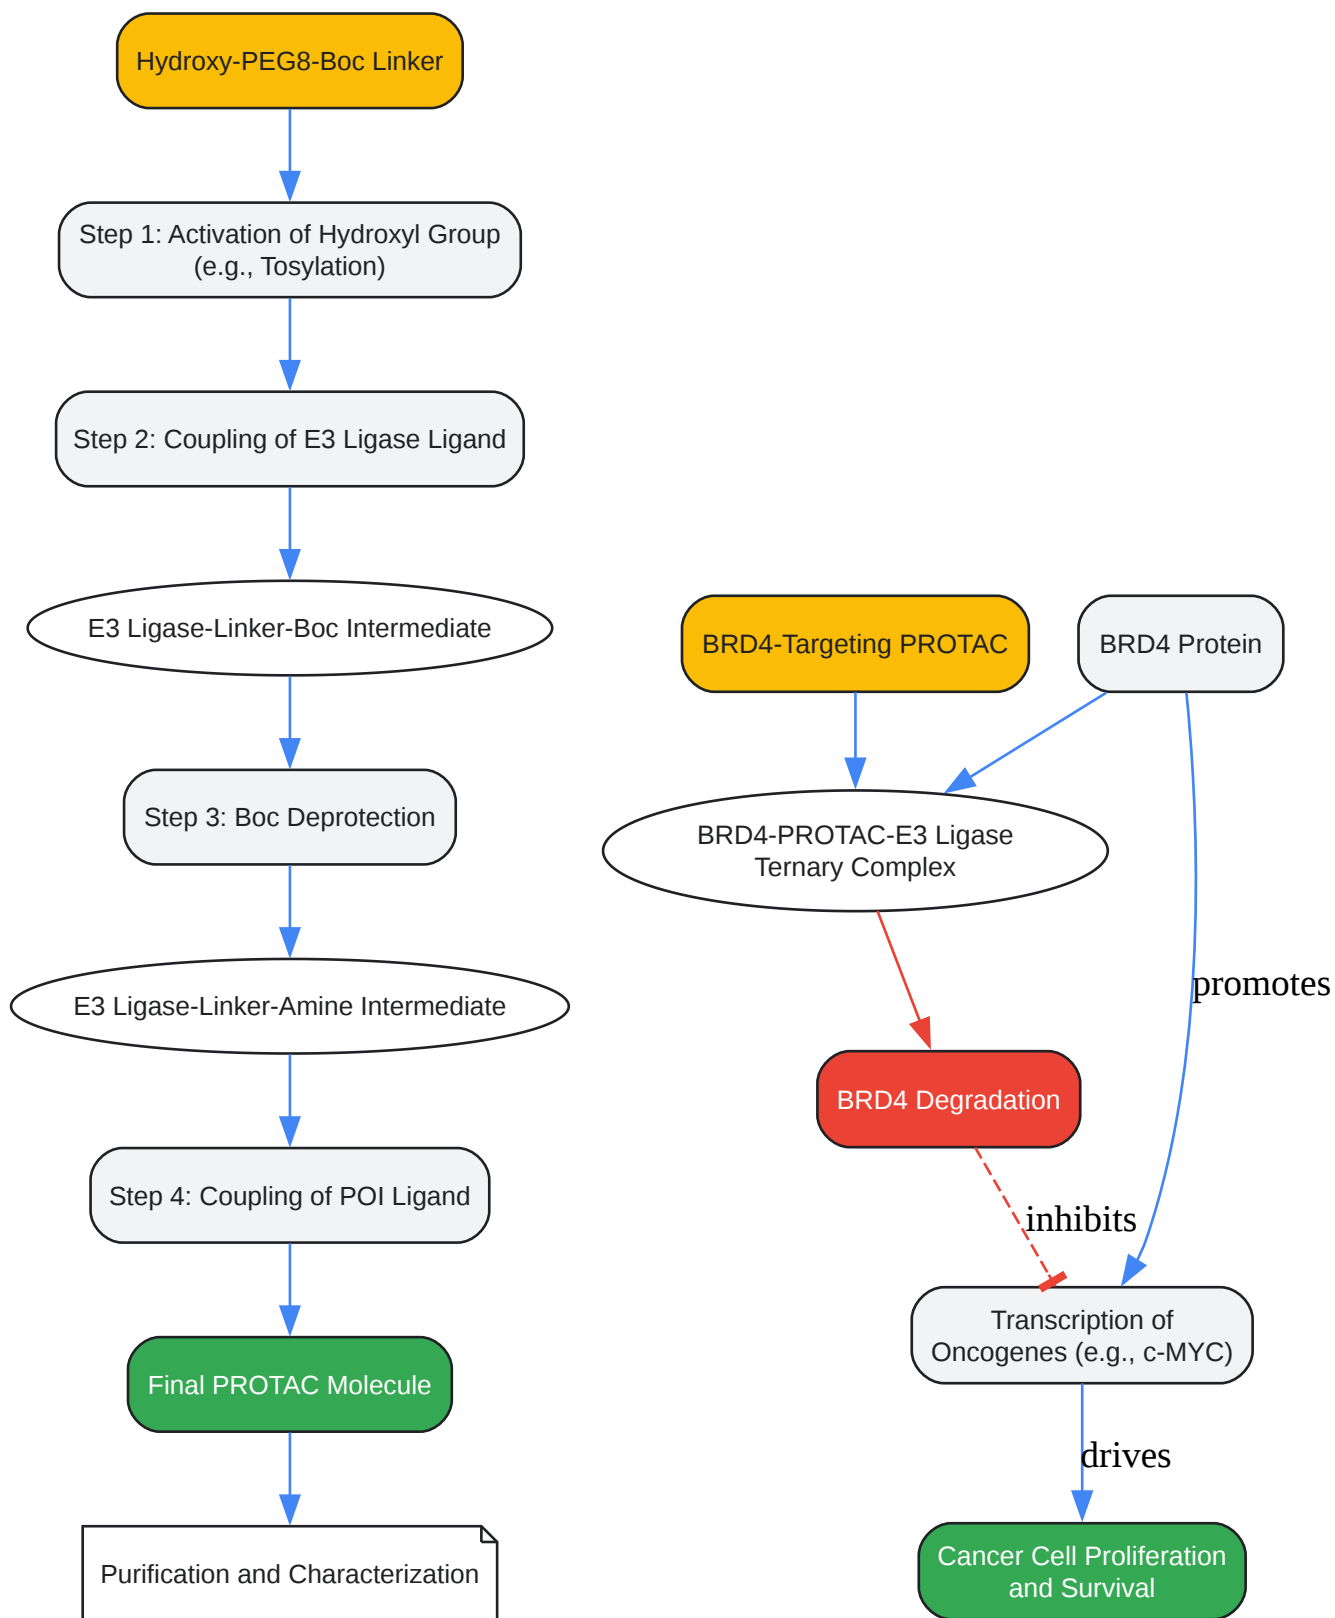 Hydroxy-PEG8-Boc Linker
Step 1: Activation of Hydroxyl Group
(e.g., Tosylation)
Step 2: Coupling of E3 Ligase Ligand
E3 Ligase-Linker-Boc Intermediate
Step 3: Boc Deprotection
E3 Ligase-Linker-Amine Intermediate
Step 4: Coupling of POI Ligand
Final PROTAC Molecule
Purification and Characterization
BRD4-Targeting PROTAC
BRD4 Protein
BRD4-PROTAC-E3 Ligase
Ternary Complex
promotes
BRD4 Degradation
inhibits
Transcription of
Oncogenes (e.g., c-MYC)
drives
Cancer Cell Proliferation
and Survival